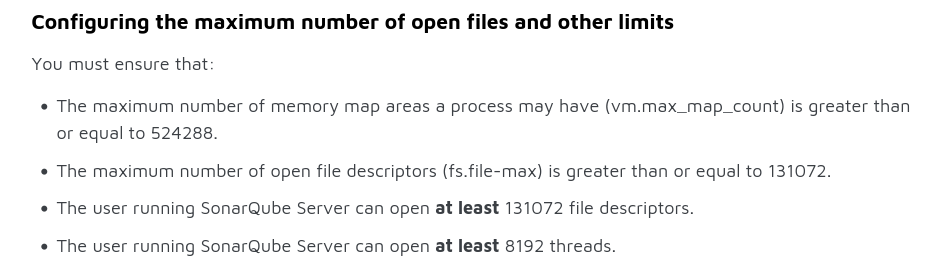 Configuring the maximum number of open files and other limits
You must ensure that:
• The maximum number of memory map areas a process may have (vm.max_map_count) is greater than
or equal to 524288.
• The maximum number of open file descriptors (fs.file-max) is greater than or equal to 131072.
• The user running SonarQube Server can open at least 131072 file descriptors.
• The user running SonarQube Server can open at least 8192 threads.